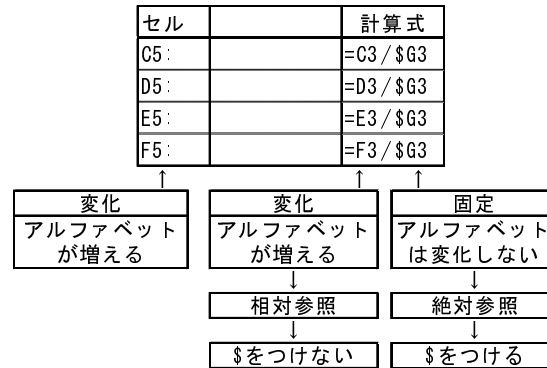 セル 計算式
C5: =C3/$G3
D5: =D3/$G3
E5: =E3/$G3
F5: =F3/$G3
↑ ↑ ↑
変化 変化 固定
アルファベット アルファベット アルファベット
が増える が増える は変化しない
↓ ↓
相対参照 絶対参照
↓ ↓
$をつけない $をつける